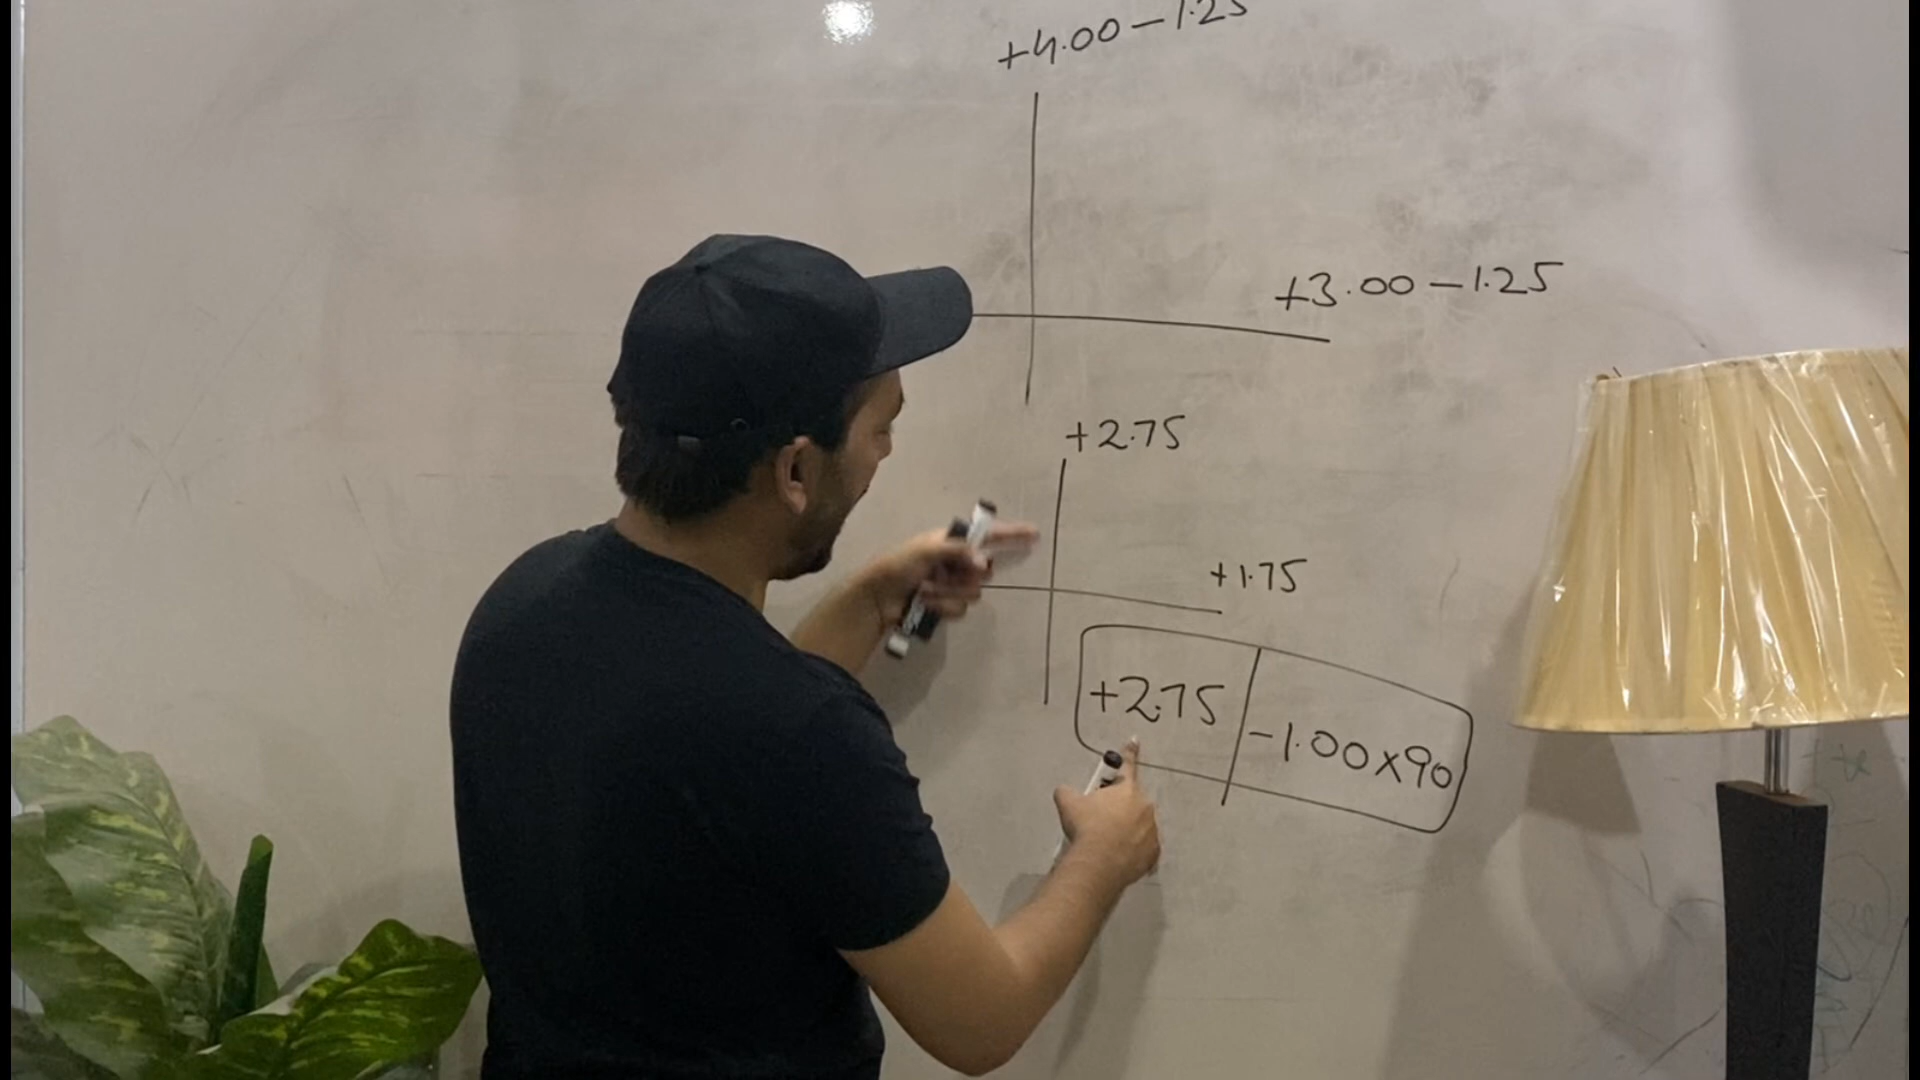 +4.00 – 1.25
+3.00 – 1.25
+2.75
+1.75
+2.75 / -1.00x90